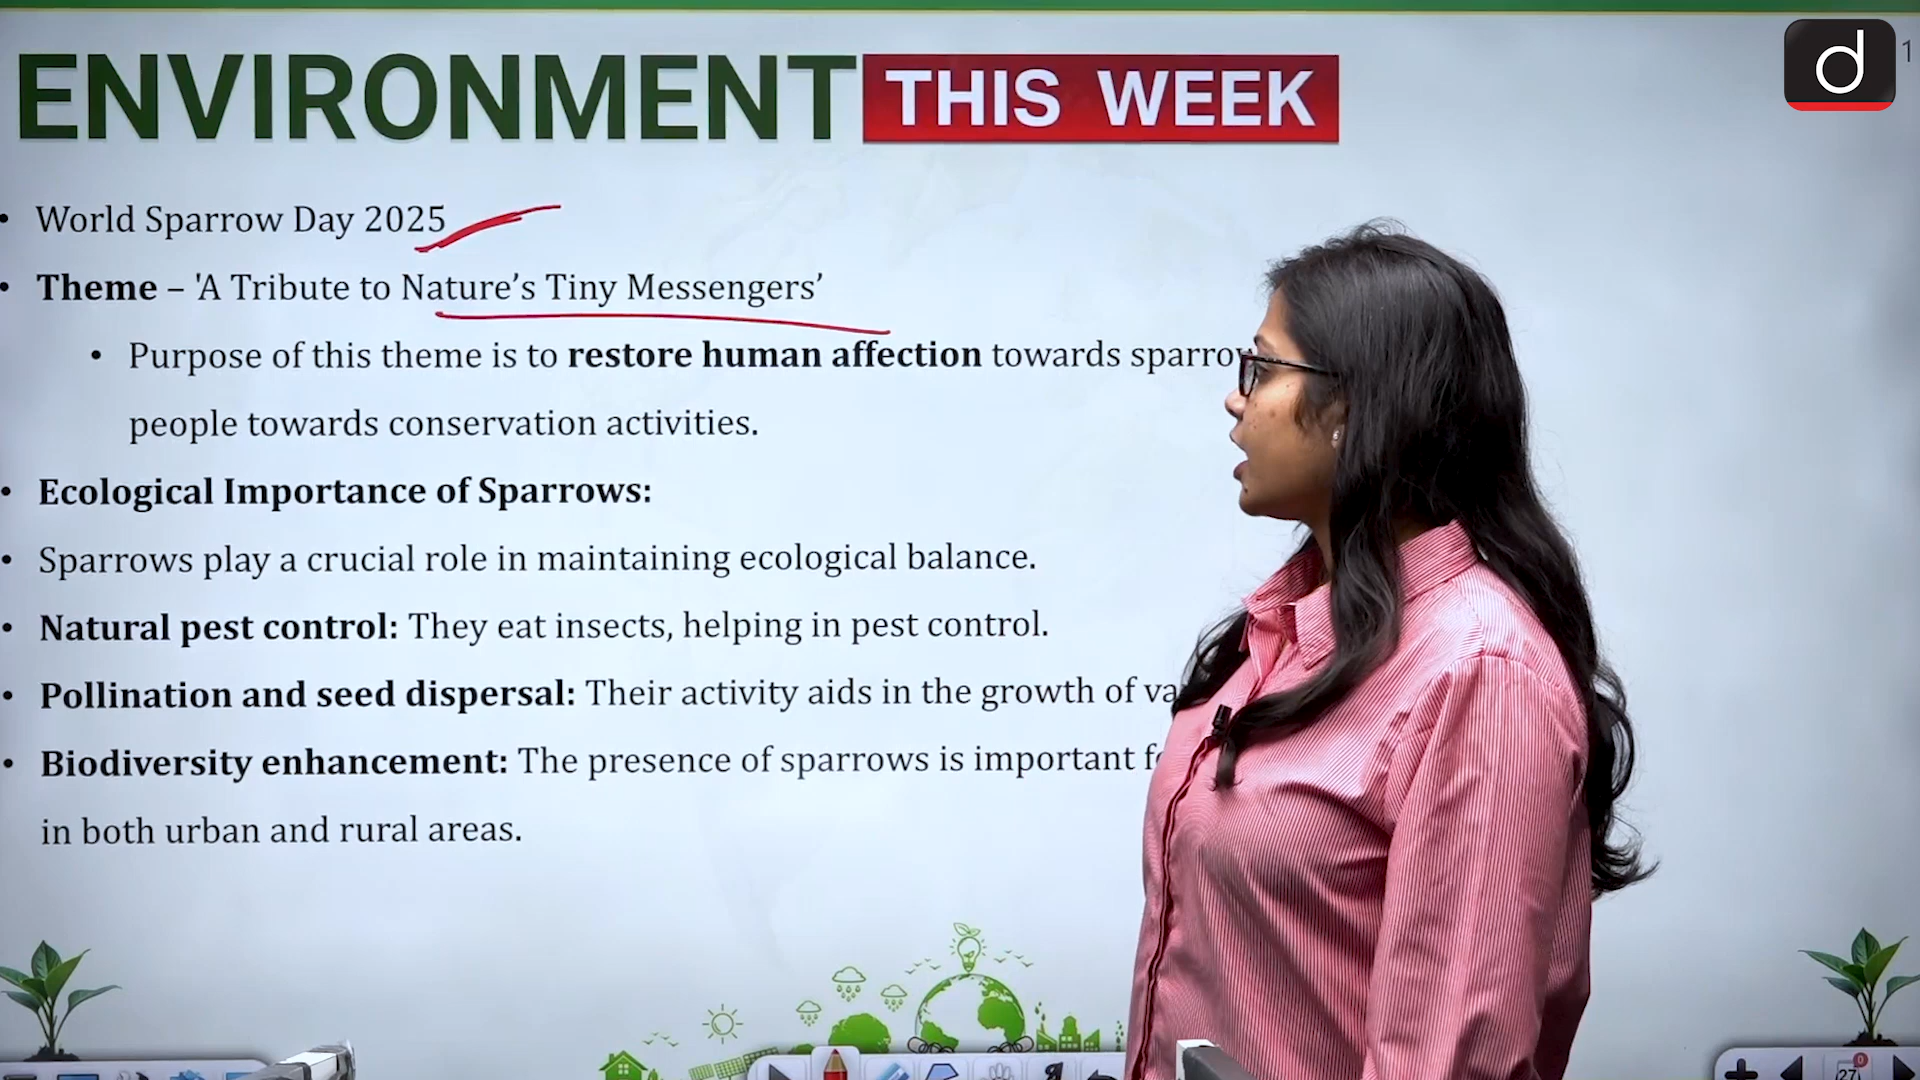 ENVIRONMENT THIS WEEK
d
1
• World Sparrow Day 2025
• Theme – 'A Tribute to Nature’s Tiny Messengers’
• Purpose of this theme is to restore human affection towards
people towards conservation activities.
• Ecological Importance of Sparrows:
• Sparrows play a crucial role in maintaining ecological balance.
• Natural pest control: They eat insects, helping in pest control.
• Pollination and seed dispersal: Their activity aids in the growth of
• Biodiversity enhancement: The presence of sparrows is important
in both urban and rural areas.
27